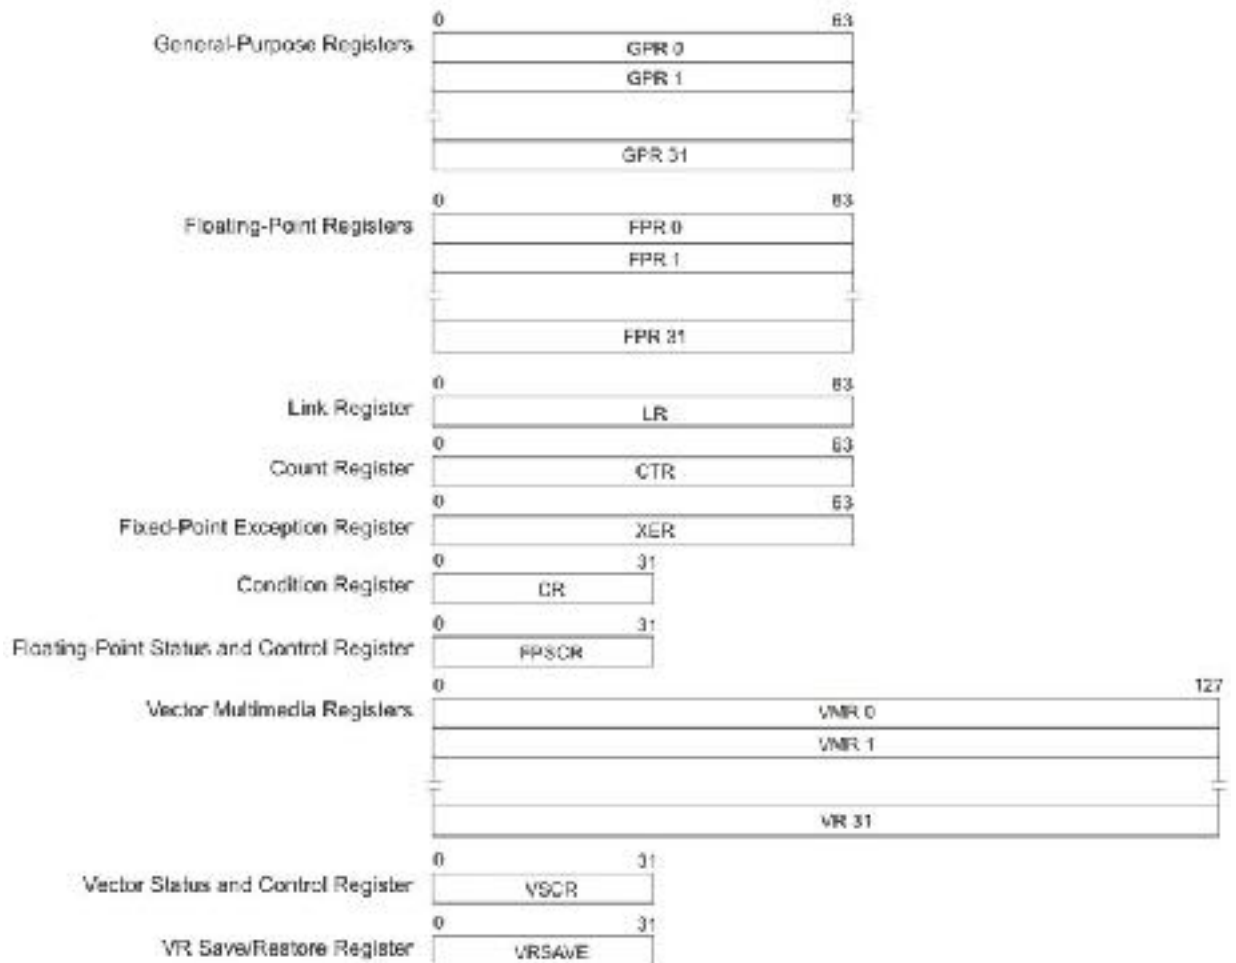 0 63
General-Purpose Registers GPR 0
GPR 1
GPR 31
0 63
Floating-Point Registers FPR 0
FPR 1
FPR 31
0 63
Link Register LR
0 63
Count Register CTR
0 63
Fixed-Point Exception Register XER
0 31
Condition Register CR
0 31
Floating-Point Status and Control Register FPSCR
0 127
Vector Multimedia Registers VMR 0
VMR 1
VR 31
0 31
Vector Status and Control Register VSCR
0 31
VR Save/Restore Register VRSAVE